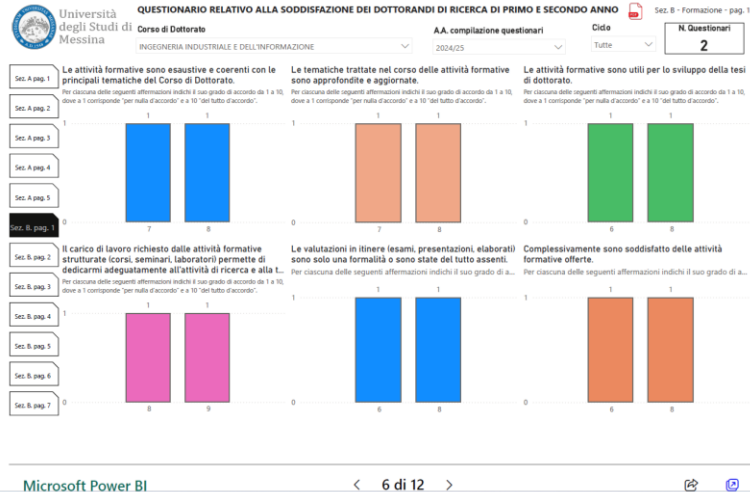 Università
degli Studi di
Messina
QUESTIONARIO RELATIVO ALLA SODDISFAZIONE DEI DOTTORANDI DI RICERCA DI PRIMO E SECONDO ANNO
Sez. B - Formazione - pag. 1
Corso di Dottorato
INGEGNERIA INDUSTRIALE E DELL'INFORMAZIONE
A.A. compilazione questionari
2024/25
Ciclo
Tutte
N. Questionari
2
Sez. A pag. 1
Sez. A pag. 2
Sez. A pag. 3
Sez. A pag. 4
Sez. A pag. 5
Sez. B. pag. 1
Sez. B. pag. 2
Sez. B. pag. 3
Sez. B. pag. 4
Sez. B. pag. 5
Sez. B. pag. 6
Sez. B. pag. 7
Le attività formative sono esaustive e coerenti con le
principali tematiche del Corso di Dottorato.
Per ciascuna delle seguenti affermazioni indichi il suo grado di accordo da 1 a 10,
dove a 1 corrisponde "per nulla d'accordo" e a 10 "del tutto d'accordo".
1
1 1
0
7 8
Le tematiche trattate nel corso delle attività formative
sono approfondite e aggiornate.
Per ciascuna delle seguenti affermazioni indichi il suo grado di accordo da 1 a 10,
dove a 1 corrisponde "per nulla d'accordo" e a 10 "del tutto d'accordo".
1
1 1
0
7 8
Le attività formative sono utili per lo sviluppo della tesi
di dottorato.
Per ciascuna delle seguenti affermazioni indichi il suo grado di accordo da 1 a 10,
dove a 1 corrisponde "per nulla d'accordo" e a 10 "del tutto d'accordo".
1
1 1
0
6 8
Il carico di lavoro richiesto dalle attività formative
strutturate (corsi, seminari, laboratori) permette di
dedicarmi adeguatamente all'attività di ricerca e alla t...
Per ciascuna delle seguenti affermazioni indichi il suo grado di accordo da 1 a 10,
dove a 1 corrisponde "per nulla d'accordo" e a 10 "del tutto d'accordo".
1
1 1
0
8 9
Le valutazioni in itinere (esami, presentazioni, elaborati)
sono solo una formalità o sono state del tutto assenti.
Per ciascuna delle seguenti affermazioni indichi il suo grado di a...
1
1 1
0
6 8
Complessivamente sono soddisfatto delle attività
formative offerte.
Per ciascuna delle seguenti affermazioni indichi il suo grado di a...
1
1 1
0
6 8
Microsoft Power BI
6 di 12